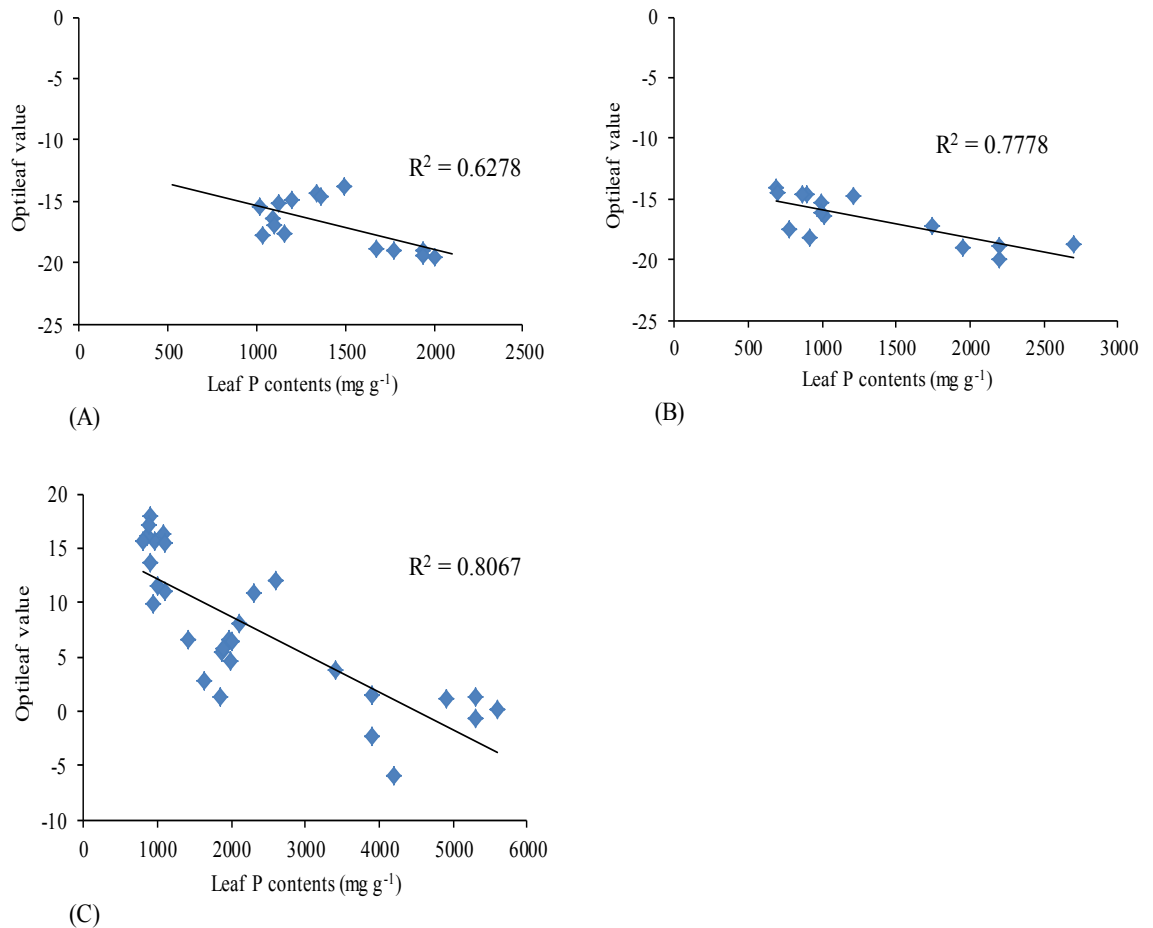 0
-5
-10
-15
-20
-25
Optileaf value
R² = 0.6278
0 500 1000 1500 2000 2500
Leaf P contents (mg g⁻¹)
(A)
0
-5
-10
-15
-20
-25
Optileaf value
R² = 0.7778
0 500 1000 1500 2000 2500 3000
Leaf P contents (mg g⁻¹)
(B)
20
15
10
5
0
-5
-10
Optileaf value
R² = 0.8067
0 1000 2000 3000 4000 5000 6000
Leaf P contents (mg g⁻¹)
(C)